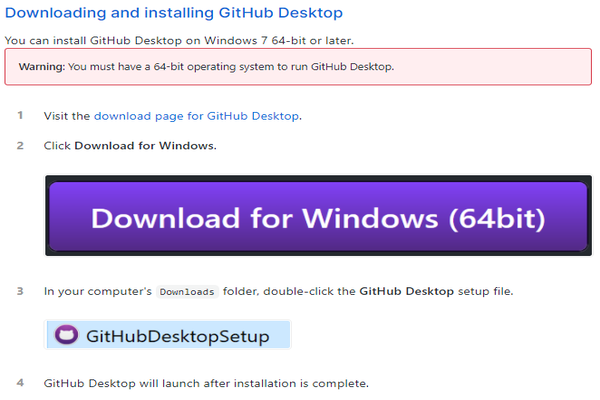 Downloading and installing GitHub Desktop
You can install GitHub Desktop on Windows 7 64-bit or later.
Warning: You must have a 64-bit operating system to run GitHub Desktop.
1 Visit the download page for GitHub Desktop.
2 Click Download for Windows.
Download for Windows (64bit)
3 In your computer's Downloads folder, double-click the GitHub Desktop setup file.
GitHubDesktopSetup
4 GitHub Desktop will launch after installation is complete.